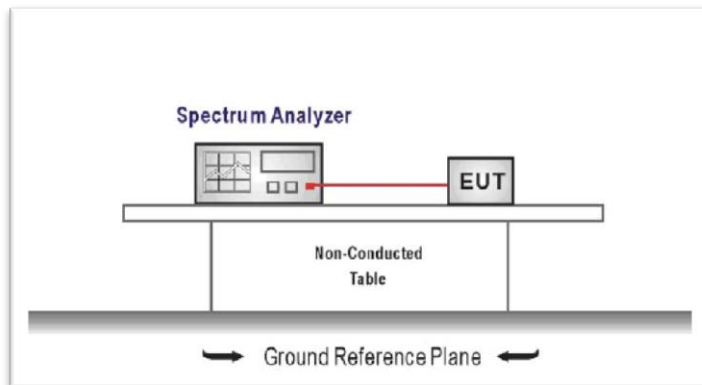 Spectrum Analyzer
EUT
Non-Conducted
Table
Ground Reference Plane